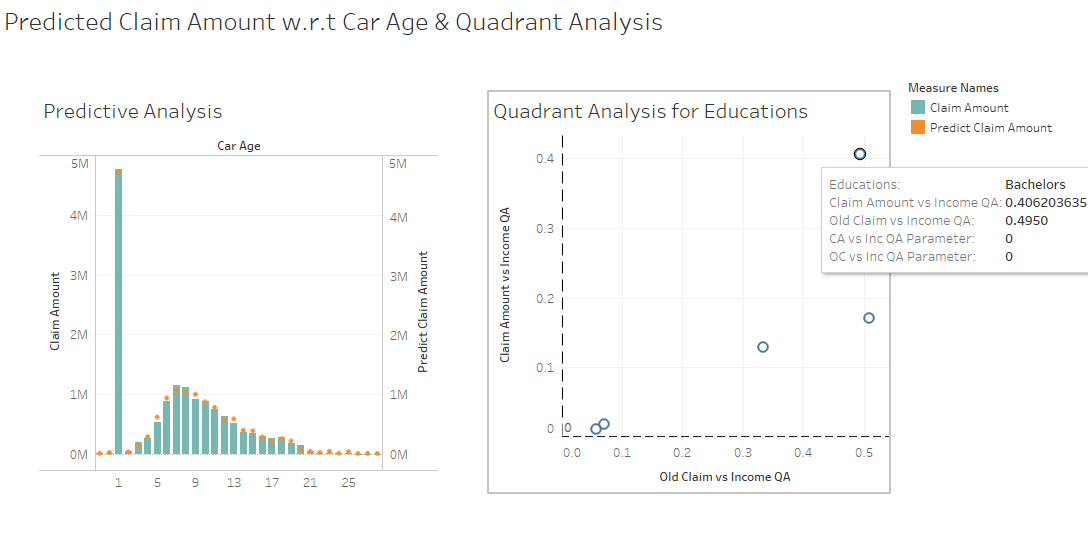 Predicted Claim Amount w.r.t Car Age & Quadrant Analysis
Predictive Analysis
Car Age
5M
4M
3M
2M
1M
0M
Claim Amount
5M
4M
3M
2M
1M
0M
Predict Claim Amount
1 5 9 13 17 21 25
Quadrant Analysis for Educations
0.4
0.3
0.2
0.1
0
0
Claim Amount vs Income QA
0.0 0.1 0.2 0.3 0.4 0.5
Old Claim vs Income QA
Measure Names
Claim Amount
Predict Claim Amount
Educations: Bachelors
Claim Amount vs Income QA: 0.406203635
Old Claim vs Income QA: 0.4950
CA vs Inc QA Parameter: 0
OC vs Inc QA Parameter: 0